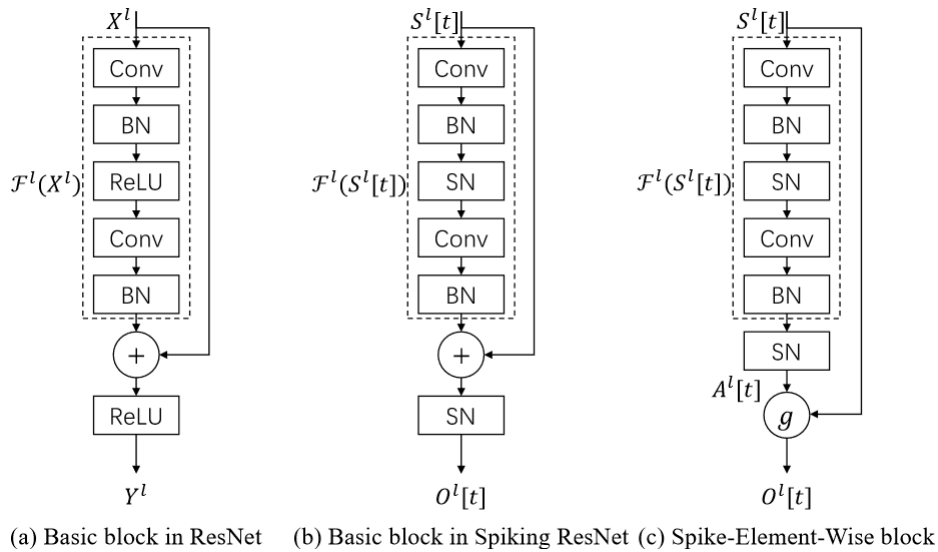 X^l
Conv
BN
ReLU
Conv
BN
F^l(X^l)
+
ReLU
Y^l
(a) Basic block in ResNet
S^l[t]
Conv
BN
SN
Conv
BN
F^l(S^l[t])
+
SN
O^l[t]
(b) Basic block in Spiking ResNet
S^l[t]
Conv
BN
SN
Conv
BN
F^l(S^l[t])
SN
A^l[t]
g
O^l[t]
(c) Spike-Element-Wise block